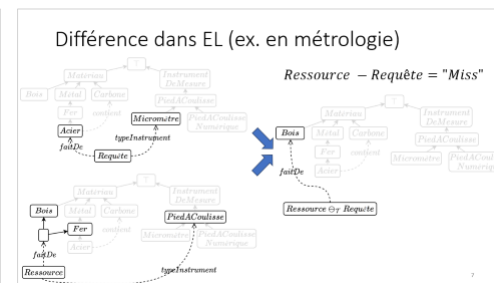 Différence dans EL (ex. en métrologie)
Ressource − Requête = "Miss"
?
Matériau
Instrument
DeMesure
Bois
Métal
Carbone
PiedACoulisse
Fer
contient
Micromètre
PiedACoulisse
Numérique
Acier
typeInstrument
faitDe
Requête
?
Matériau
Instrument
DeMesure
Bois
Métal
Carbone
PiedACoulisse
Fer
contient
Micromètre
PiedACoulisse
Numérique
Acier
faitDe
Ressource
typeInstrument
?
Matériau
Instrument
DeMesure
Bois
Métal
Carbone
PiedACoulisse
Fer
contient
Micromètre
Acier
faitDe
Ressource ⊖T Requête
7